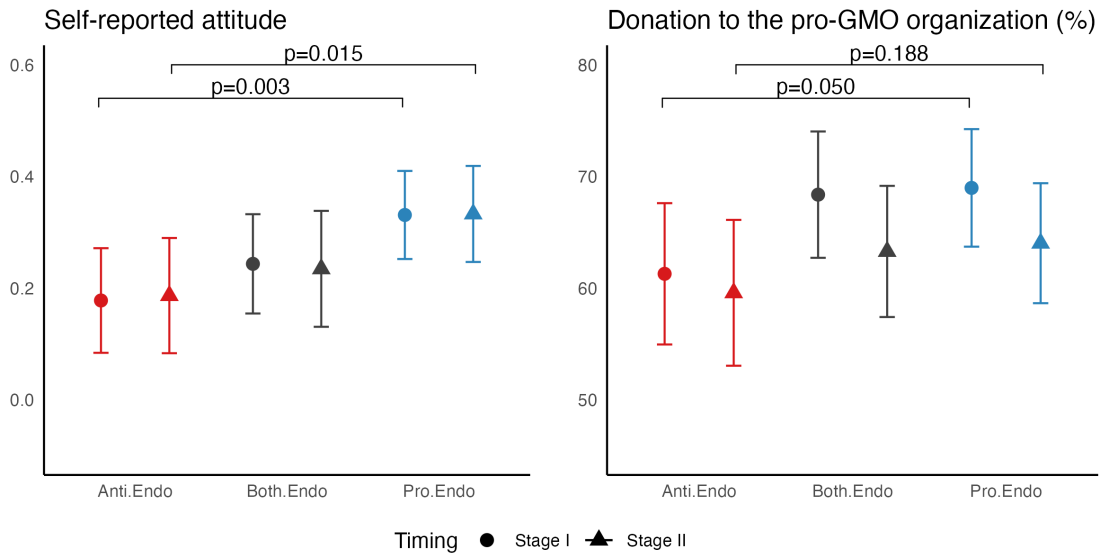 Self-reported attitude
Donation to the pro-GMO organization (%)
0.6
0.4
0.2
0.0
p=0.015
p=0.003
Anti.Endo
Both.Endo
Pro.Endo
80
70
60
50
p=0.188
p=0.050
Anti.Endo
Both.Endo
Pro.Endo
Timing Stage I Stage II